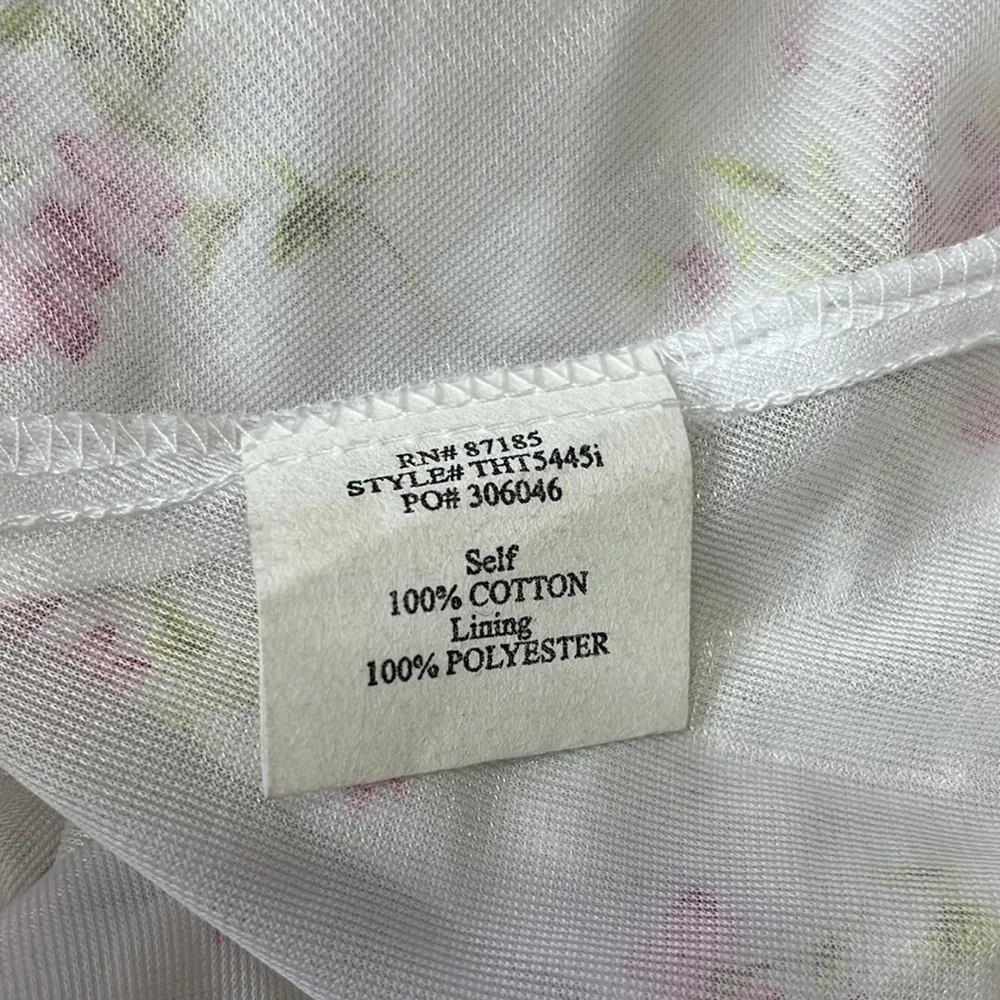 RN# 87185
STYLE# THT5445i
PO# 306046
Self
100% COTTON
Lining
100% POLYESTER